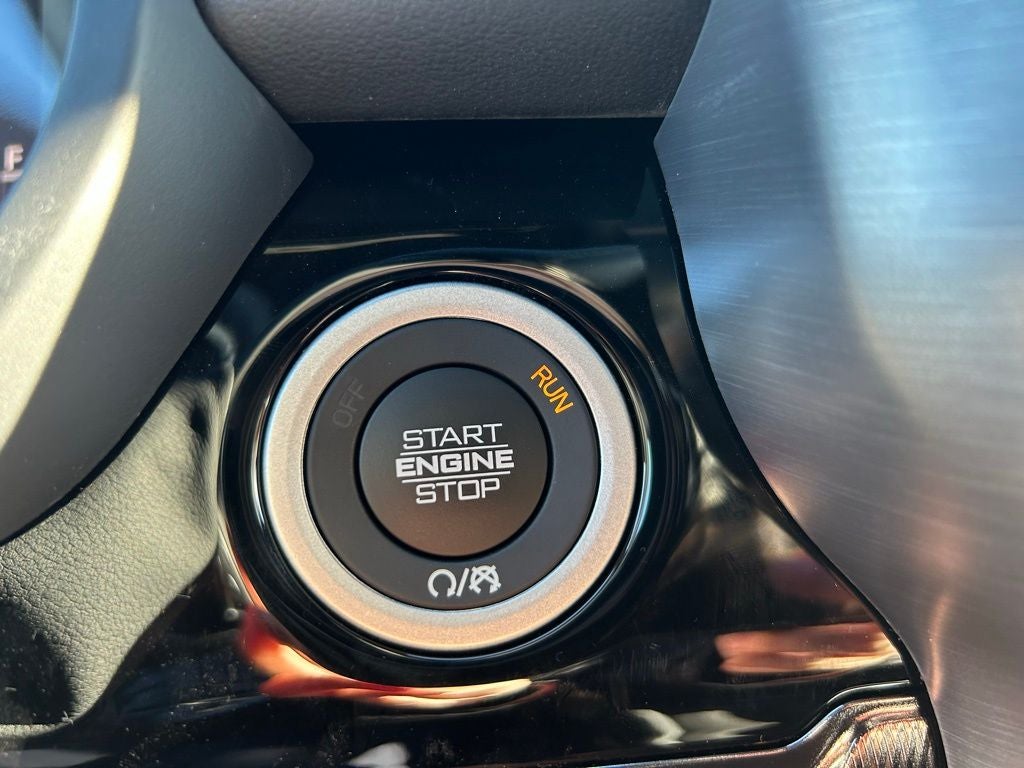 F
OFF
RUN
START
ENGINE
STOP